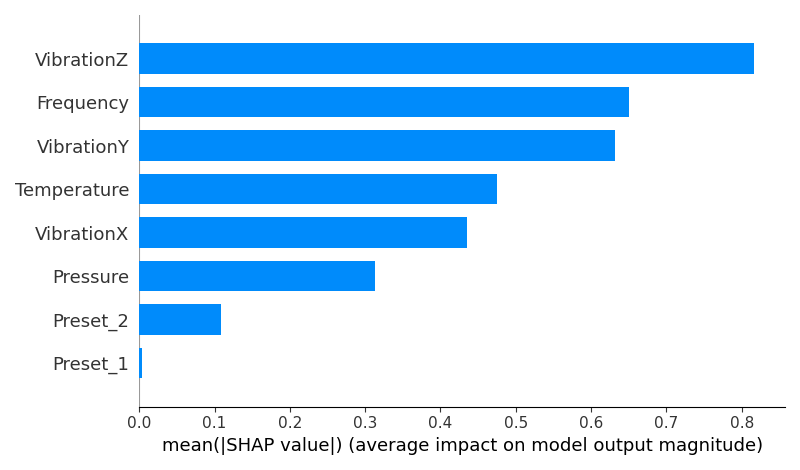 VibrationZ
Frequency
VibrationY
Temperature
VibrationX
Pressure
Preset_2
Preset_1
0.0 0.1 0.2 0.3 0.4 0.5 0.6 0.7 0.8
mean(|SHAP value|) (average impact on model output magnitude)